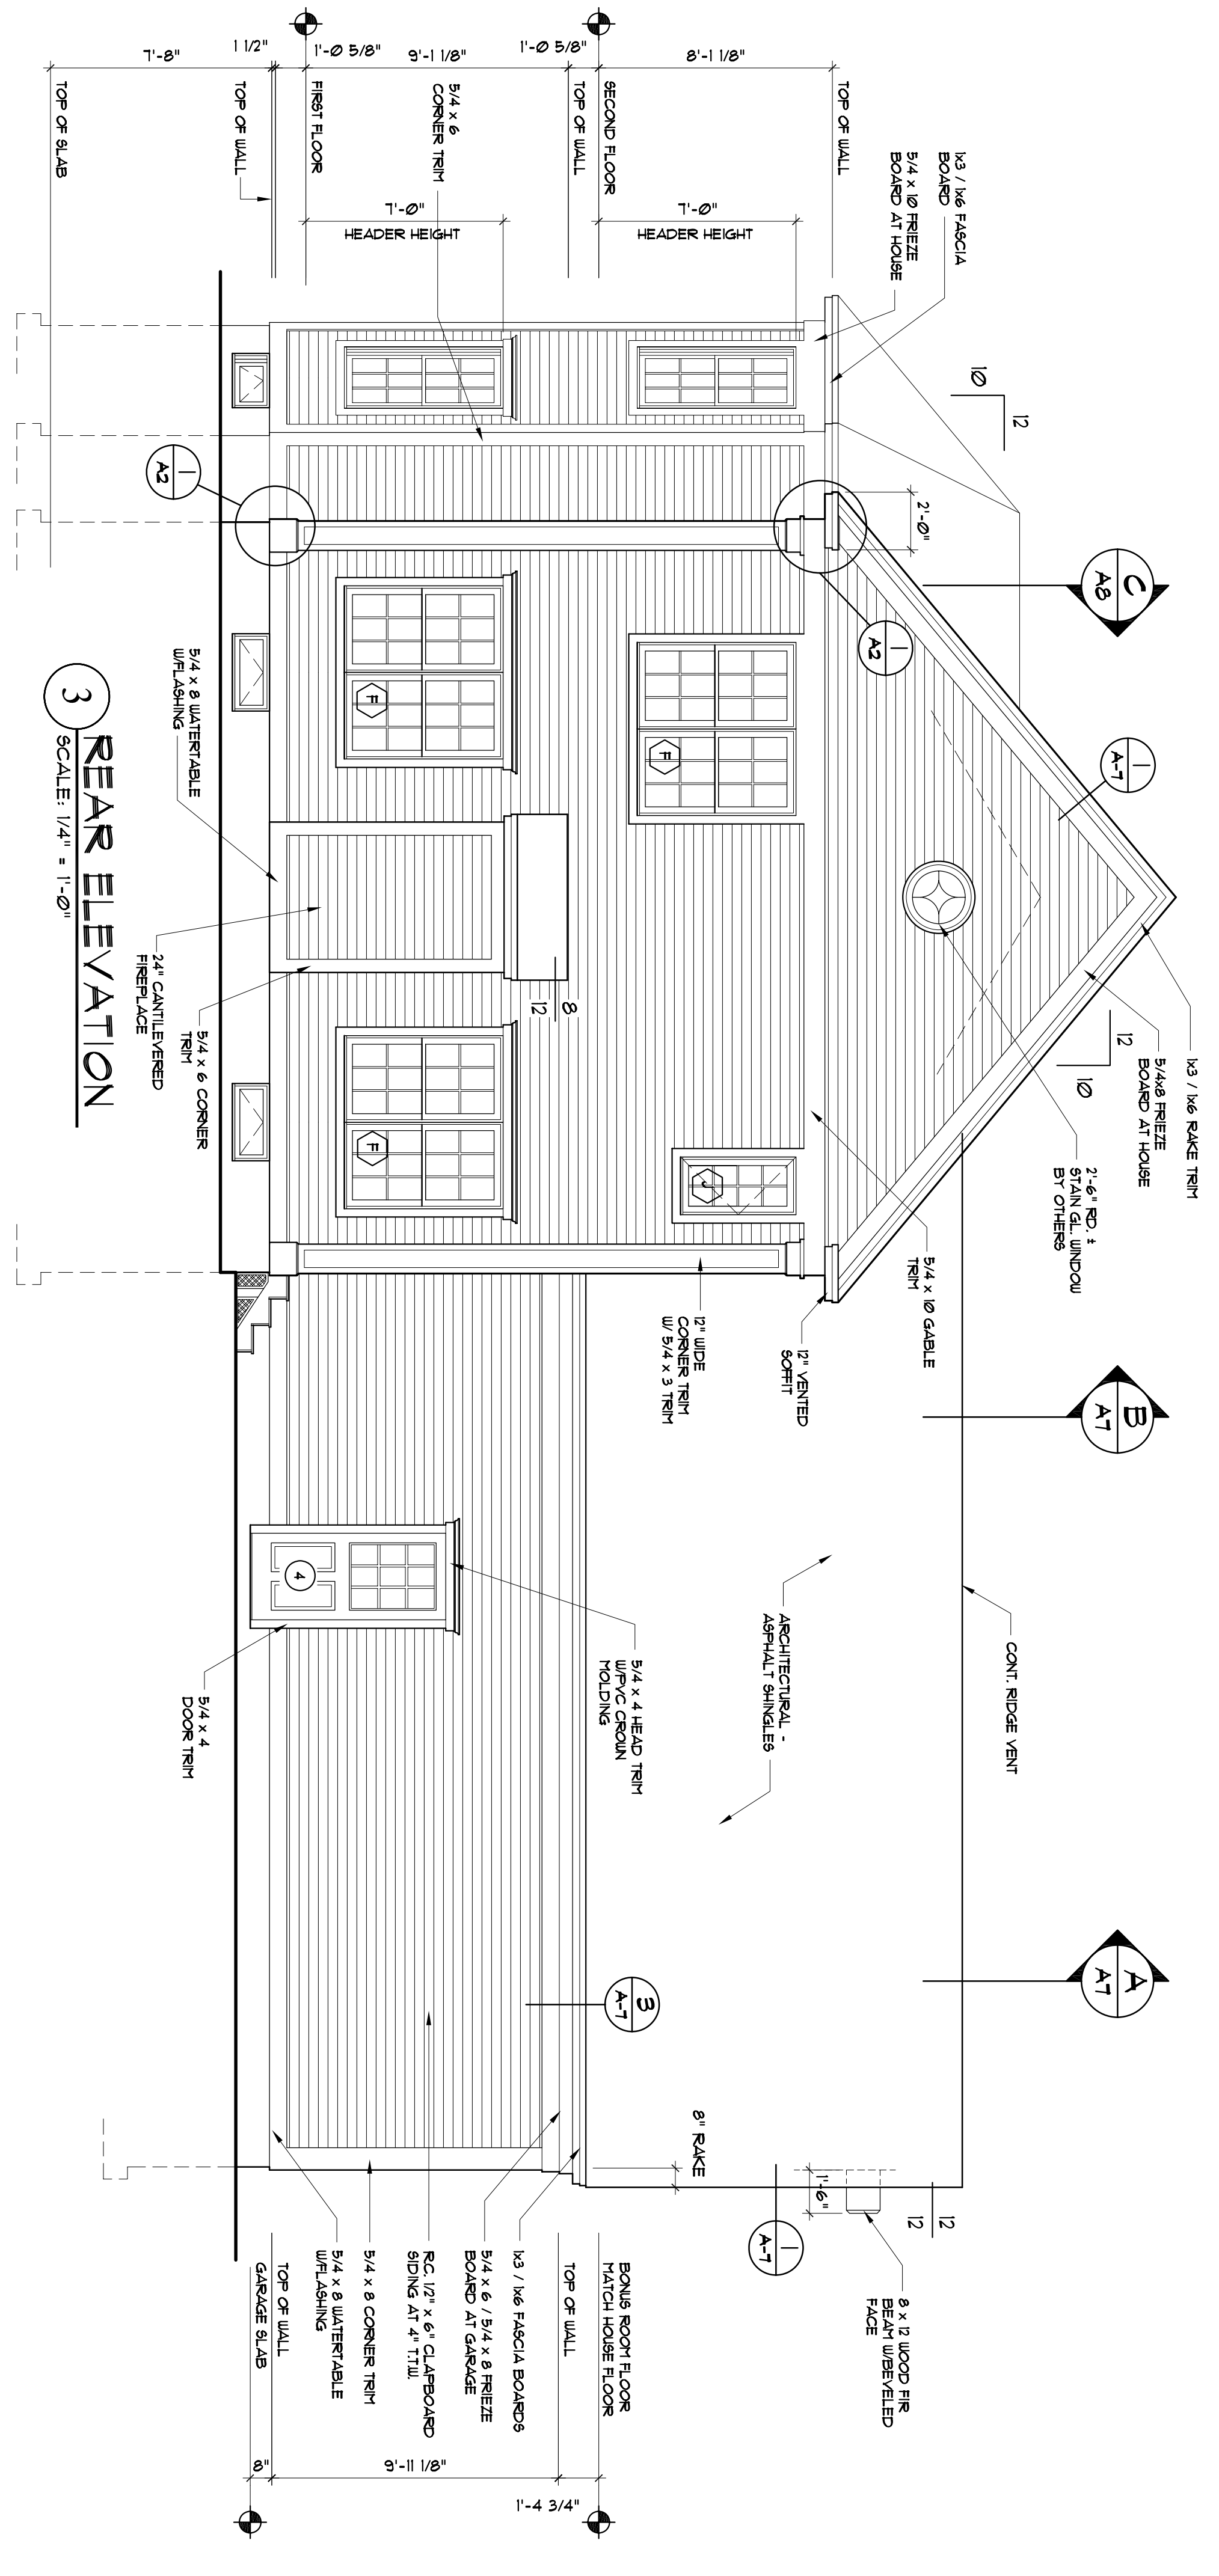 C
A8
B
A7
A
A7
1
A-7
1x3 / 1x6 RAKE TRIM
5/4x8 FRIEZE
BOARD AT HOUSE
12
10
2'-6" RD. ±
STAIN GL. WINDOW
BY OTHERS
CONT. RIDGE VENT
10
12
1x3 / 1x6 FASCIA
BOARD
5/4 x 10 FRIEZE
BOARD AT HOUSE
2'-0"
1
A2
5/4 x 10 GABLE
TRIM
12" VENTED
SOFFIT
ARCHITECTURAL -
ASPHALT SHINGLES
12
12
8 x 12 WOOD FIR
BEAM W/BEVELED
FACE
1'-6"
1
A-7
8" RAKE
TOP OF WALL
8'-1 1/8"
7'-0"
HEADER HEIGHT
SECOND FLOOR
TOP OF WALL
1'-0 5/8"
9'-1 1/8"
5/4 x 6
CORNER TRIM
7'-0"
HEADER HEIGHT
1'-0 5/8"
FIRST FLOOR
1 1/2"
TOP OF WALL
7'-8"
TOP OF SLAB
F
J
12" WIDE
CORNER TRIM
W/ 5/4 x 3 TRIM
5/4 x 4 HEAD TRIM
W/PVC CROWN
MOLDING
3
A-7
8
12
F
F
4
BONUS ROOM FLOOR
MATCH HOUSE FLOOR
TOP OF WALL
1'-4 3/4"
1x3 / 1x6 FASCIA BOARDS
5/4 x 6 / 5/4 x 8 FRIEZE
BOARD AT GARAGE
R.C. 1/2" x 6" CLAPBOARD
SIDING AT 4" T.T.W.
9'-11 1/8"
5/4 x 8 CORNER TRIM
5/4 x 8 WATERTABLE
W/FLASHING
TOP OF WALL
GARAGE SLAB
8"
1
A2
5/4 x 8 WATERTABLE
W/FLASHING
5/4 x 6 CORNER
TRIM
24" CANTILEVERED
FIREPLACE
5/4 x 4
DOOR TRIM
3
REAR ELEVATION
SCALE: 1/4" = 1'-0"